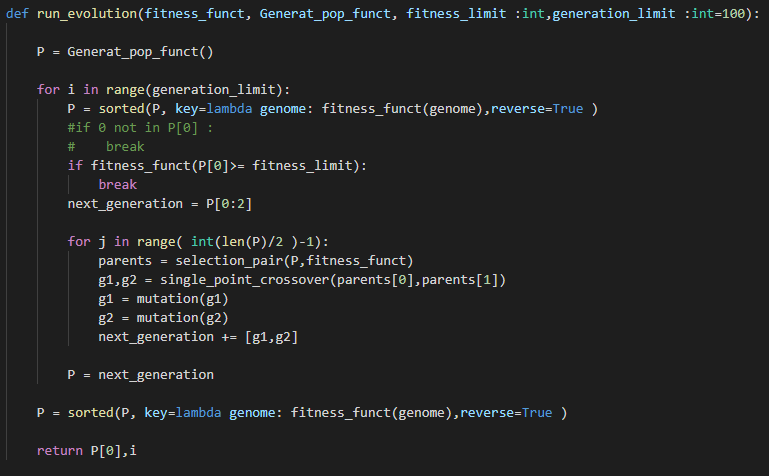 def run_evolution(fitness_funct, Generat_pop_funct, fitness_limit :int,generation_limit :int=100):
P = Generat_pop_funct()
for i in range(generation_limit):
P = sorted(P, key=lambda genome: fitness_funct(genome),reverse=True )
#if 0 not in P[0] :
#    break
if fitness_funct(P[0]>= fitness_limit):
break
next_generation = P[0:2]
for j in range( int(len(P)/2 )-1):
parents = selection_pair(P,fitness_funct)
g1,g2 = single_point_crossover(parents[0],parents[1])
g1 = mutation(g1)
g2 = mutation(g2)
next_generation += [g1,g2]
P = next_generation
P = sorted(P, key=lambda genome: fitness_funct(genome),reverse=True )
return P[0],i